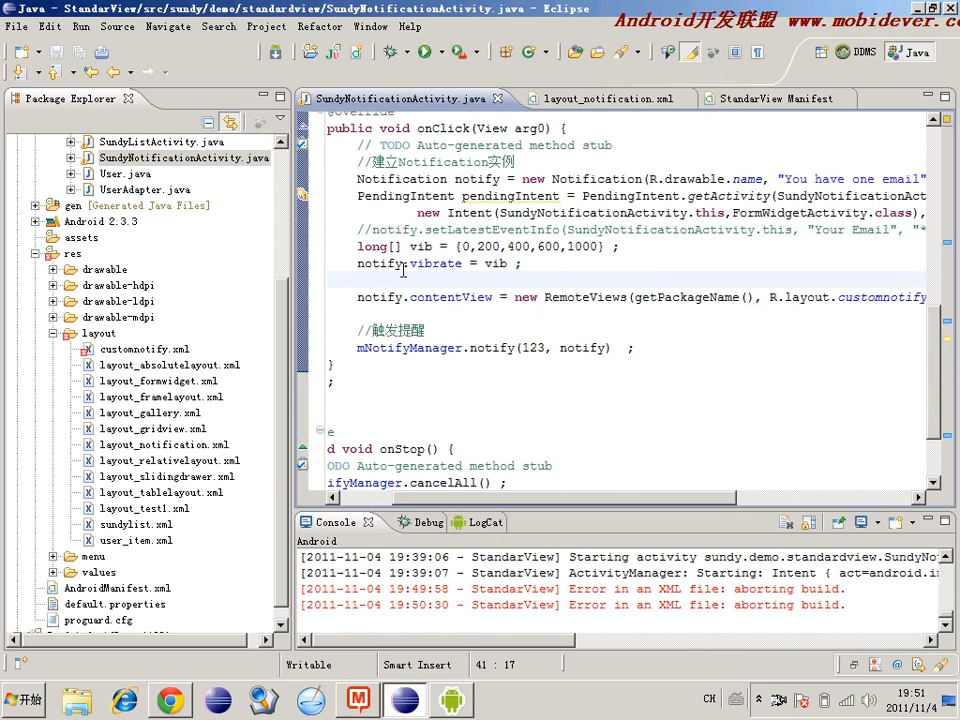 Java - StandarView/src/sundy/demo/standardview/SundyNotificationActivity.java - Eclipse
Android开发联盟 www.mobidever.com
File Edit Run Source Navigate Search Project Refactor Window Help
DDMS Java
Package Explorer
SundyNotificationActivity.java layout_notification.xml StandarView Manifest
SundyListActivity.java
SundyNotificationActivity.java
User.java
UserAdapter.java
gen [Generated Java Files]
Android 2.3.3
assets
res
drawable
drawable-hdpi
drawable-ldpi
drawable-mdpi
layout
customnotify.xml
layout_absolutelayout.xml
layout_formwidget.xml
layout_framelayout.xml
layout_gallery.xml
layout_gridview.xml
layout_notification.xml
layout_relativelayout.xml
layout_slidingdrawer.xml
layout_tablelayout.xml
layout_test1.xml
sundylist.xml
user_item.xml
menu
values
AndroidManifest.xml
default.properties
proguard.cfg
@Override
public void onClick(View arg0) {
// TODO Auto-generated method stub
//建立Notification实例
Notification notify = new Notification(R.drawable.name, "You have one email"
PendingIntent pendingIntent = PendingIntent.getActivity(SundyNotificationAct
new Intent(SundyNotificationActivity.this,FormWidgetActivity.class),
//notify.setLatestEventInfo(SundyNotificationActivity.this, "Your Email", "*
long[] vib = {0,200,400,600,1000} ;
notify.vibrate = vib ;
notify.contentView = new RemoteViews(getPackageName(), R.layout.customnotify
//触发提醒
mNotifyManager.notify(123, notify) ;
}
;
e
d void onStop() {
ODO Auto-generated method stub
ifyManager.cancelAll() ;
Console Debug LogCat
Android
[2011-11-04 19:39:06 - StandarView] Starting activity sundy.demo.standardview.SundyNo
[2011-11-04 19:39:07 - StandarView] ActivityManager: Starting: Intent { act=android.in
[2011-11-04 19:49:58 - StandarView] Error in an XML file: aborting build.
[2011-11-04 19:50:30 - StandarView] Error in an XML file: aborting build.
Writable Smart Insert 41 : 17
开始 CH 19:51
2011/11/4